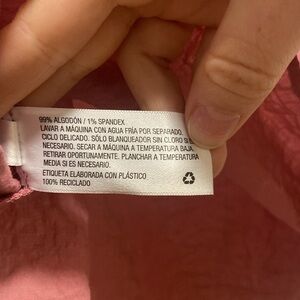 99% ALGODÓN / 1% SPANDEX
LAVAR A MÁQUINA CON AGUA FRÍA POR SEPARADO,
CICLO DELICADO. SÓLO BLANQUEADOR SIN CLORO SI ES
NECESARIO. SECAR A MÁQUINA A TEMPERATURA BAJA.
RETIRAR OPORTUNAMENTE. PLANCHAR A TEMPERATURA
MEDIA SI ES NECESARIO.
ETIQUETA ELABORADA CON PLÁSTICO
100% RECICLADO